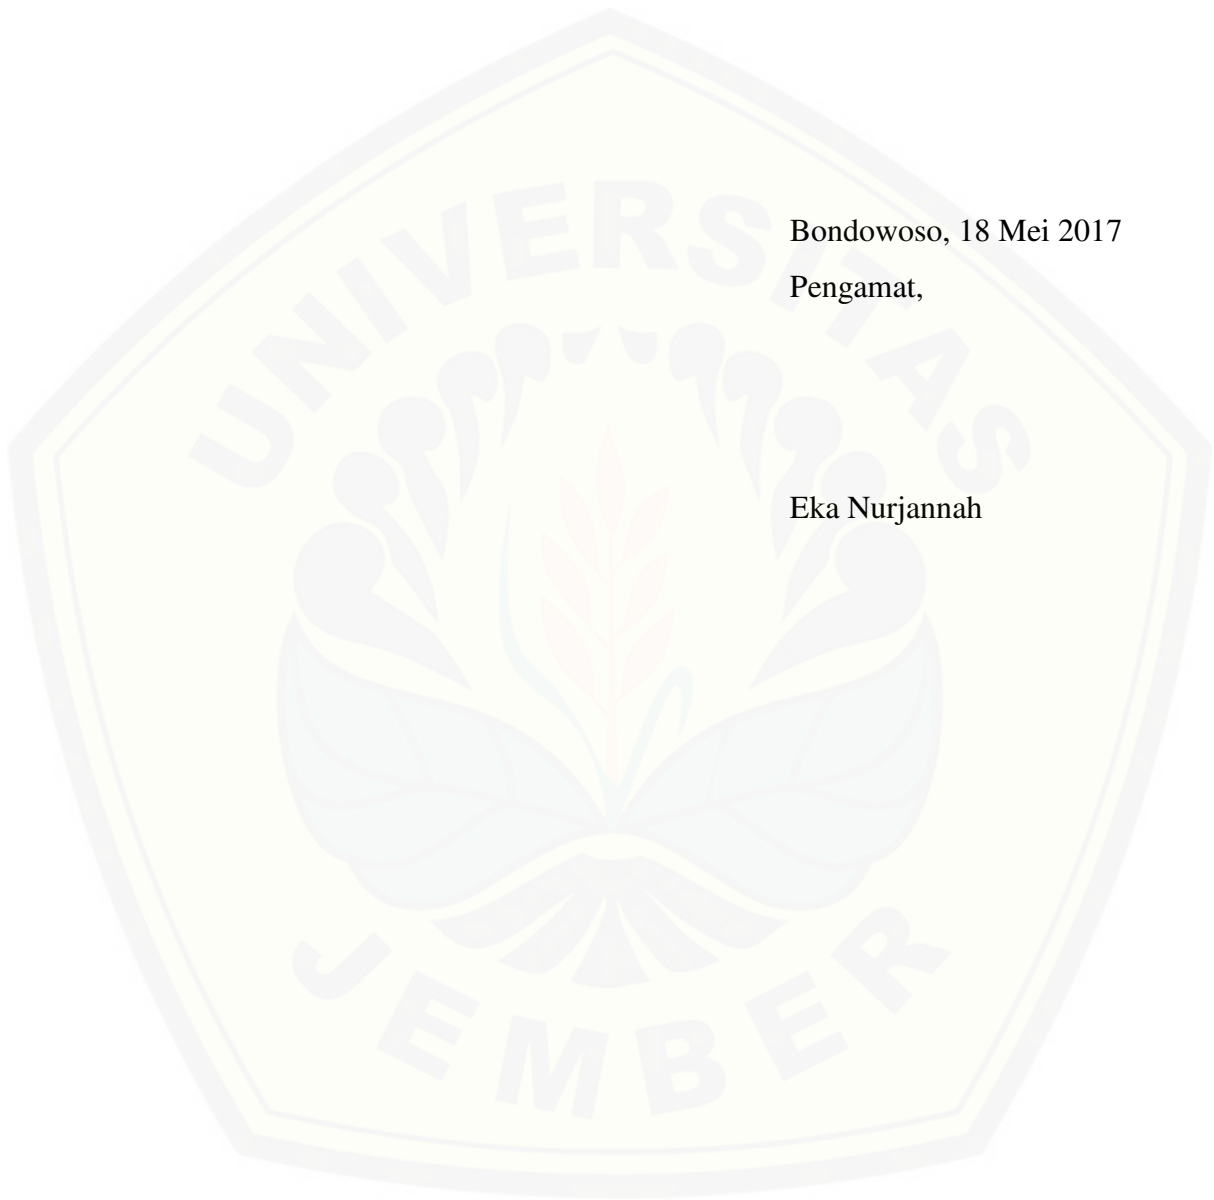 UNIVERSITAS
Bondowoso, 18 Mei 2017
Pengamat,
Eka Nurjannah
JEMBER